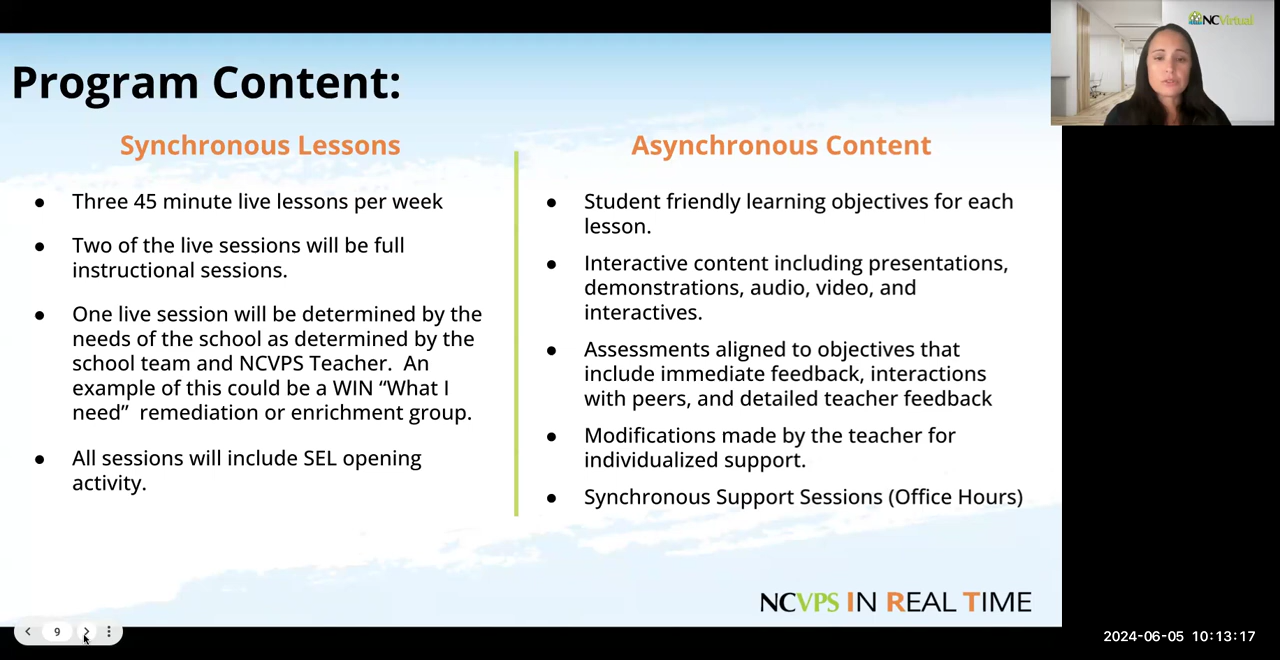 NCVirtual
Program Content:
Synchronous Lessons
● Three 45 minute live lessons per week
● Two of the live sessions will be full
instructional sessions.
● One live session will be determined by the
needs of the school as determined by the
school team and NCVPS Teacher.  An
example of this could be a WIN “What I
need”  remediation or enrichment group.
● All sessions will include SEL opening
activity.
Asynchronous Content
● Student friendly learning objectives for each
lesson.
● Interactive content including presentations,
demonstrations, audio, video, and
interactives.
● Assessments aligned to objectives that
include immediate feedback, interactions
with peers, and detailed teacher feedback
● Modifications made by the teacher for
individualized support.
● Synchronous Support Sessions (Office Hours)
NCVPS IN REAL TIME
9
2024-06-05 10:13:17